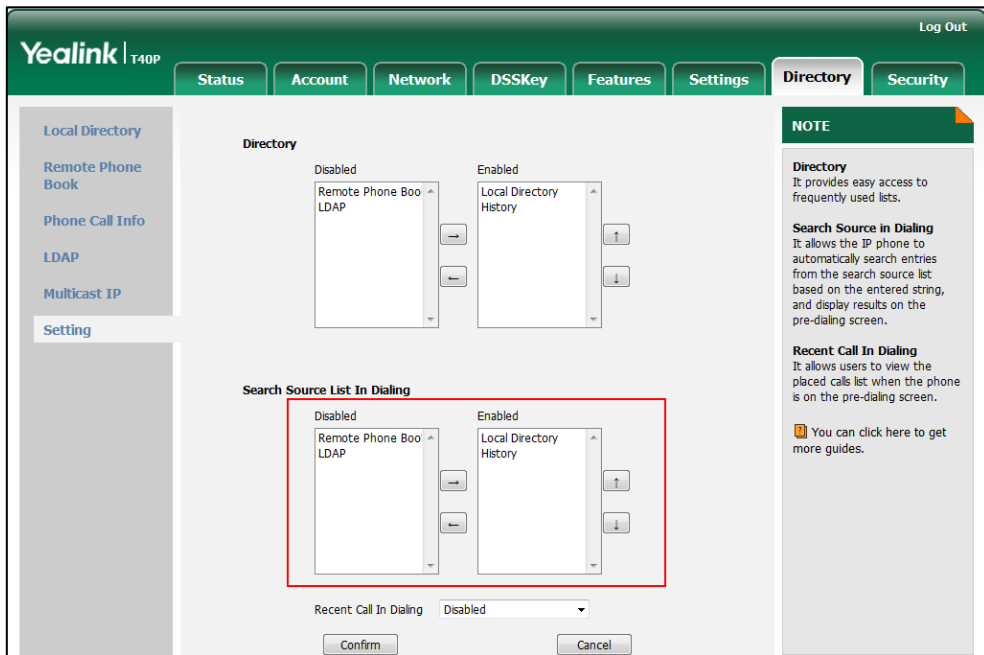 Log Out
Yealink T40P
Status Account Network DSSKey Features Settings Directory Security
Local Directory
Remote Phone
Book
Phone Call Info
LDAP
Multicast IP
Setting
Directory
Disabled Enabled
Remote Phone Boo
LDAP
Local Directory
History
→
←
↑
↓
Search Source List In Dialing
Disabled Enabled
Remote Phone Boo
LDAP
Local Directory
History
→
←
↑
↓
Recent Call In Dialing Disabled
Confirm Cancel
NOTE
Directory
It provides easy access to
frequently used lists.
Search Source in Dialing
It allows the IP phone to
automatically search entries
from the search source list
based on the entered string,
and display results on the
pre-dialing screen.
Recent Call In Dialing
It allows users to view the
placed calls list when the phone
is on the pre-dialing screen.
? You can click here to get
more guides.